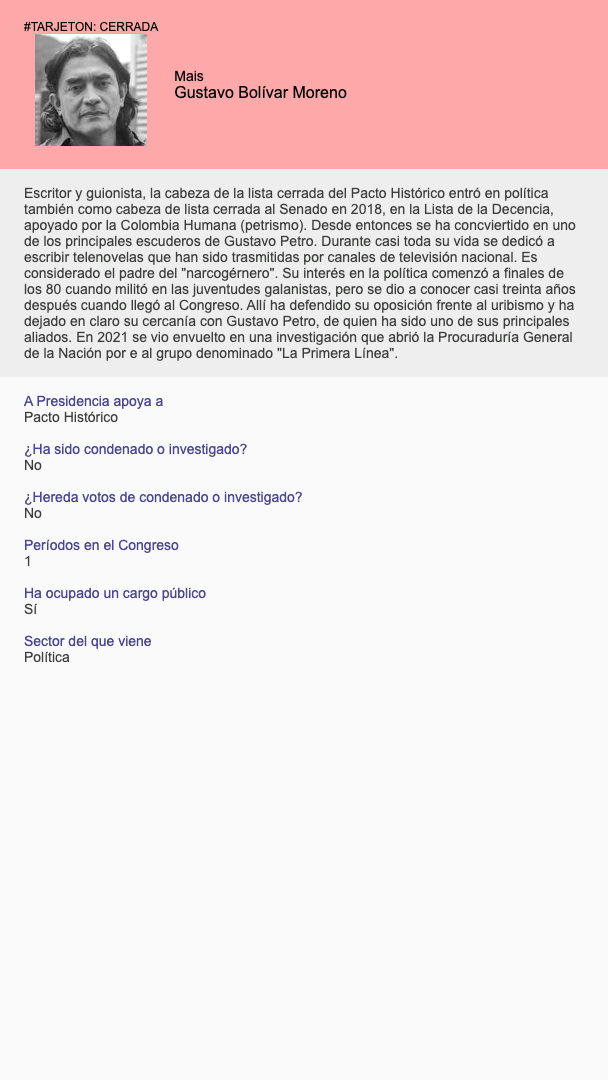 #TARJETON: CERRADA
Mais
Gustavo Bolívar Moreno
Escritor y guionista, la cabeza de la lista cerrada del Pacto Histórico entró en política
también como cabeza de lista cerrada al Senado en 2018, en la Lista de la Decencia,
apoyado por la Colombia Humana (petrismo). Desde entonces se ha concviertido en uno
de los principales escuderos de Gustavo Petro. Durante casi toda su vida se dedicó a
escribir telenovelas que han sido trasmitidas por canales de televisión nacional. Es
considerado el padre del "narcogérnero". Su interés en la política comenzó a finales de
los 80 cuando militó en las juventudes galanistas, pero se dio a conocer casi treinta años
después cuando llegó al Congreso. Allí ha defendido su oposición frente al uribismo y ha
dejado en claro su cercanía con Gustavo Petro, de quien ha sido uno de sus principales
aliados. En 2021 se vio envuelto en una investigación que abrió la Procuraduría General
de la Nación por e al grupo denominado "La Primera Línea".
A Presidencia apoya a
Pacto Histórico
¿Ha sido condenado o investigado?
No
¿Hereda votos de condenado o investigado?
No
Períodos en el Congreso
1
Ha ocupado un cargo público
Sí
Sector del que viene
Política